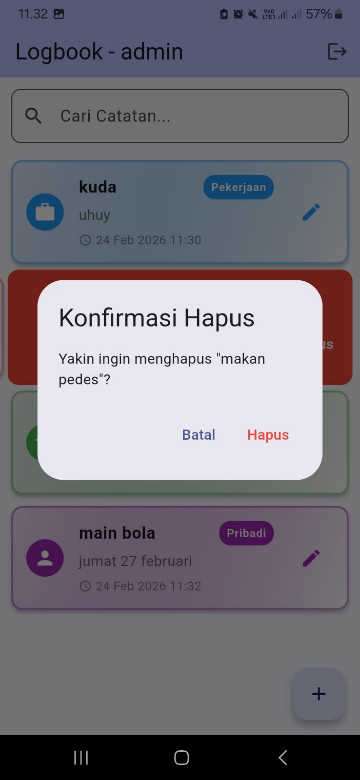 11.32
57%
Logbook - admin
Cari Catatan...
kuda
Pekerjaan
uhuy
24 Feb 2026 11:30
Konfirmasi Hapus
Yakin ingin menghapus "makan
pedes"?
us
Batal
Hapus
main bola
Pribadi
jumat 27 februari
24 Feb 2026 11:32
+